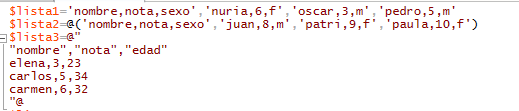 $lista1='nombre,nota,sexo','nuria,6,f','oscar,3,m','pedro,5,m'
$lista2=@('nombre,nota,sexo','juan,8,m','patri,9,f','paula,10,f')
$lista3=@"
"nombre","nota","edad"
elena,3,23
carlos,5,34
carmen,6,32
"@